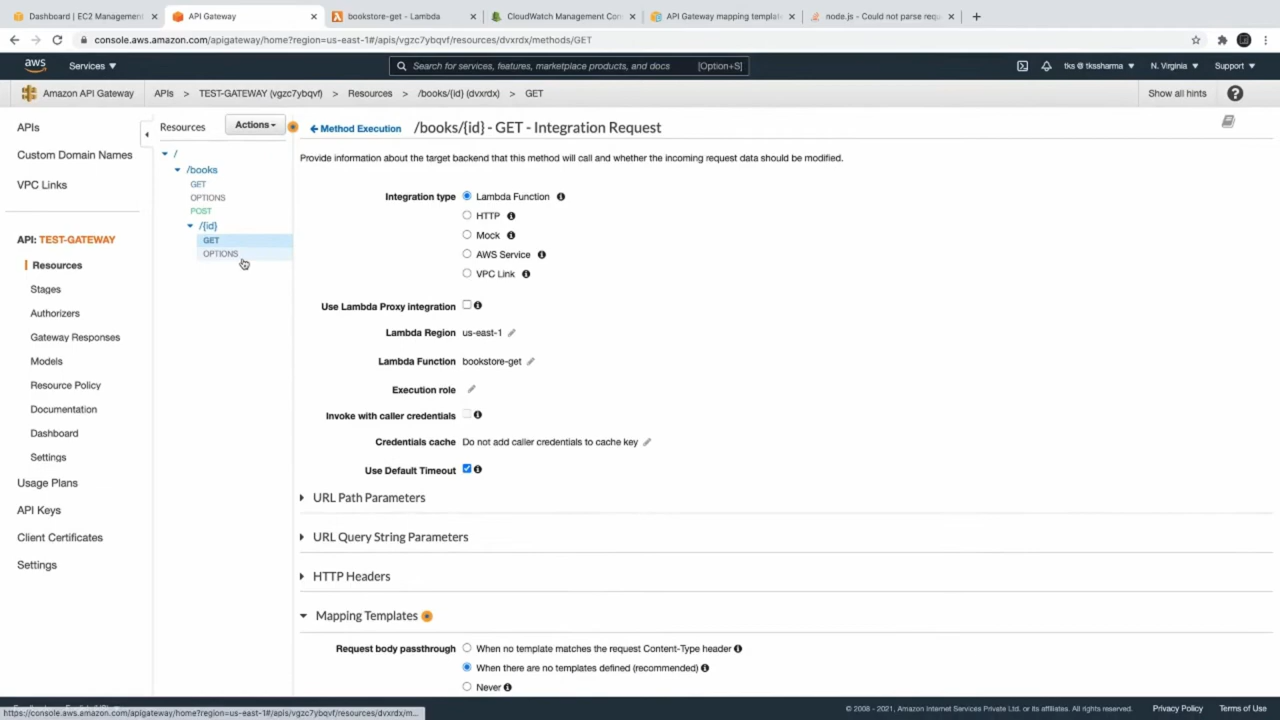 Dashboard | EC2 Management
API Gateway
bookstore-get - Lambda
CloudWatch Management Con
API Gateway mapping templat
node.js - Could not parse requ
console.aws.amazon.com/apigateway/home?region=us-east-1#/apis/vgzc7ybqvf/resources/dvxrdx/methods/GET
aws
Services
Search for services, features, marketplace products, and docs
[Option+S]
tks @ tkssharma
N. Virginia
Support
Amazon API Gateway
APIs > TEST-GATEWAY (vgzc7ybqvf) > Resources > /books/{id} (dvxrdx) > GET
Show all hints
APIs
Custom Domain Names
VPC Links
API: TEST-GATEWAY
Resources
Stages
Authorizers
Gateway Responses
Models
Resource Policy
Documentation
Dashboard
Settings
Usage Plans
API Keys
Client Certificates
Settings
Resources
Actions
/
/books
GET
OPTIONS
POST
/{id}
GET
OPTIONS
Method Execution
/books/{id} - GET - Integration Request
Provide information about the target backend that this method will call and whether the incoming request data should be modified.
Integration type
Lambda Function
HTTP
Mock
AWS Service
VPC Link
Use Lambda Proxy integration
Lambda Region us-east-1
Lambda Function bookstore-get
Execution role
Invoke with caller credentials
Credentials cache Do not add caller credentials to cache key
Use Default Timeout
URL Path Parameters
URL Query String Parameters
HTTP Headers
Mapping Templates
Request body passthrough
When no template matches the request Content-Type header
When there are no templates defined (recommended)
Never
https://console.aws.amazon.com/apigateway/home?region=us-east-1#/apis/vgzc7ybqvf/resources/dvxrdx/m...
© 2008 - 2021, Amazon Internet Services Private Ltd. or its affiliates. All rights reserved.
Privacy Policy
Terms of Use